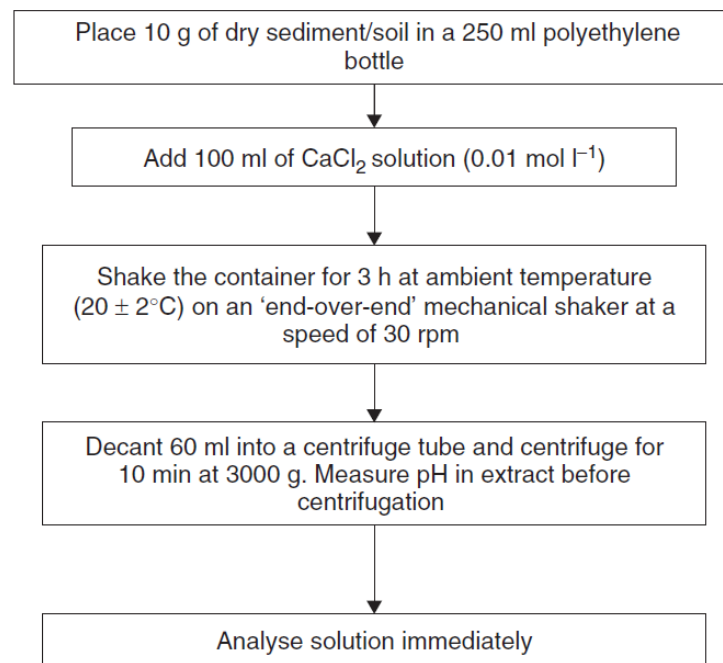 Place 10 g of dry sediment/soil in a 250 ml polyethylene
bottle
Add 100 ml of CaCl₂ solution (0.01 mol l⁻¹)
Shake the container for 3 h at ambient temperature
(20 ± 2°C) on an ‘end-over-end’ mechanical shaker at a
speed of 30 rpm
Decant 60 ml into a centrifuge tube and centrifuge for
10 min at 3000 g. Measure pH in extract before
centrifugation
Analyse solution immediately